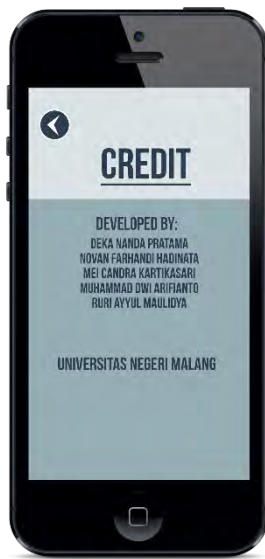 CREDIT
DEVELOPED BY:
DEKA NANDA PRATAMA
NOVAN FARHANDI HADINATA
MEI CANDRA KARTIKASARI
MUHAMMAD DWI ARIFIANTO
RURI AYYUL MAULIDYA
UNIVERSITAS NEGERI MALANG